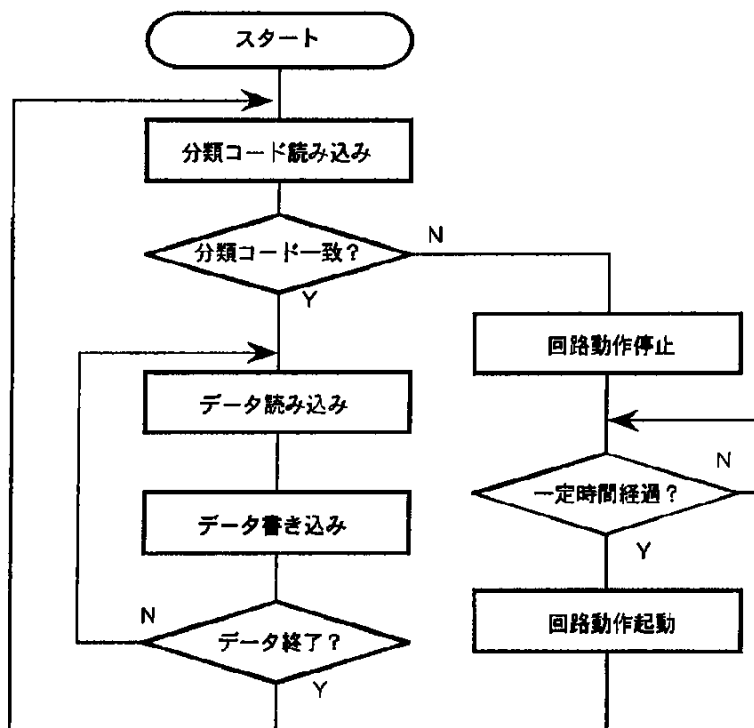 スタート
分類コード読み込み
分類コード一致?
N
Y
回路動作停止
データ読み込み
一定時間経過?
N
データ書き込み
Y
回路動作起動
N
データ終了?
Y